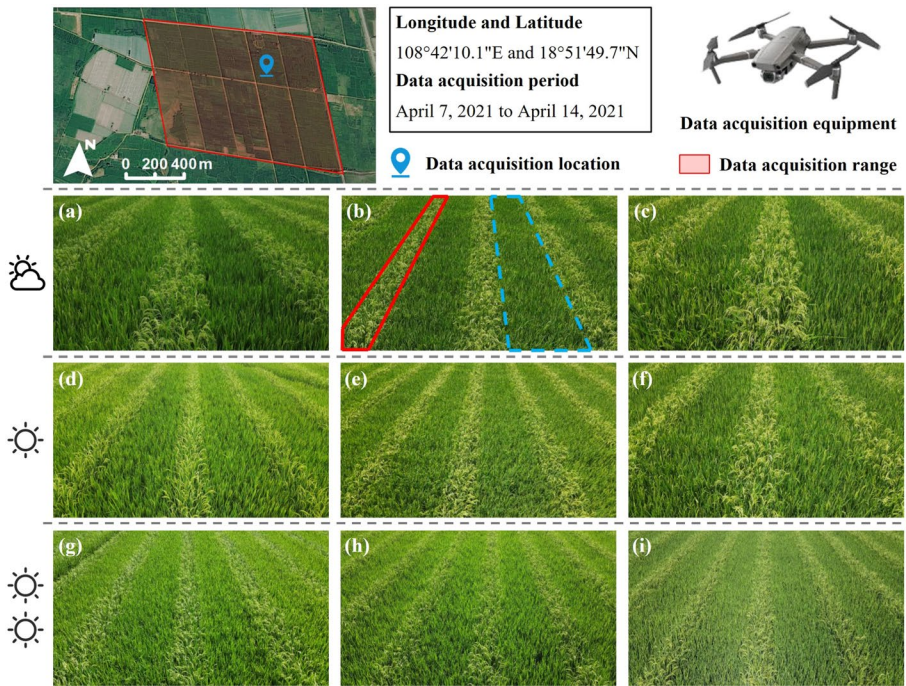 Longitude and Latitude
108°42'10.1"E and 18°51'49.7"N
Data acquisition period
April 7, 2021 to April 14, 2021
Data acquisition equipment
N
0 200 400m
Data acquisition location
Data acquisition range
(a)
(b)
(c)
(d)
(e)
(f)
(g)
(h)
(i)